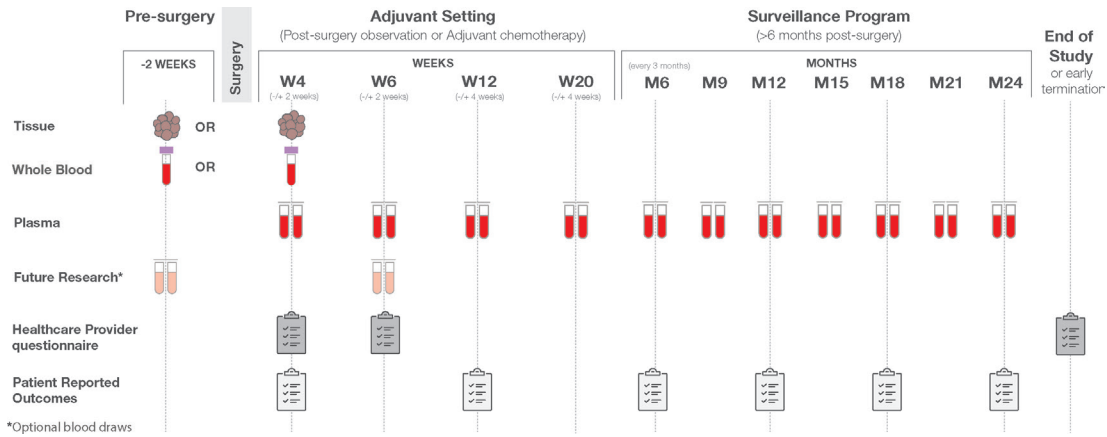 Pre-surgery
Adjuvant Setting
Surveillance Program
(Post-surgery observation or Adjuvant chemotherapy)
(>6 months post-surgery)
End of
Study
or early
termination
-2 WEEKS
Surgery
WEEKS
(every 3 months)
MONTHS
W4
W6
W12
W20
M6
M9
M12
M15
M18
M21
M24
(-/+ 2 weeks)
(-/+ 2 weeks)
(-/+ 4 weeks)
(-/+ 4 weeks)
Tissue
OR
Whole Blood
OR
Plasma
Future Research*
Healthcare Provider
questionnaire
Patient Reported
Outcomes
*Optional blood draws